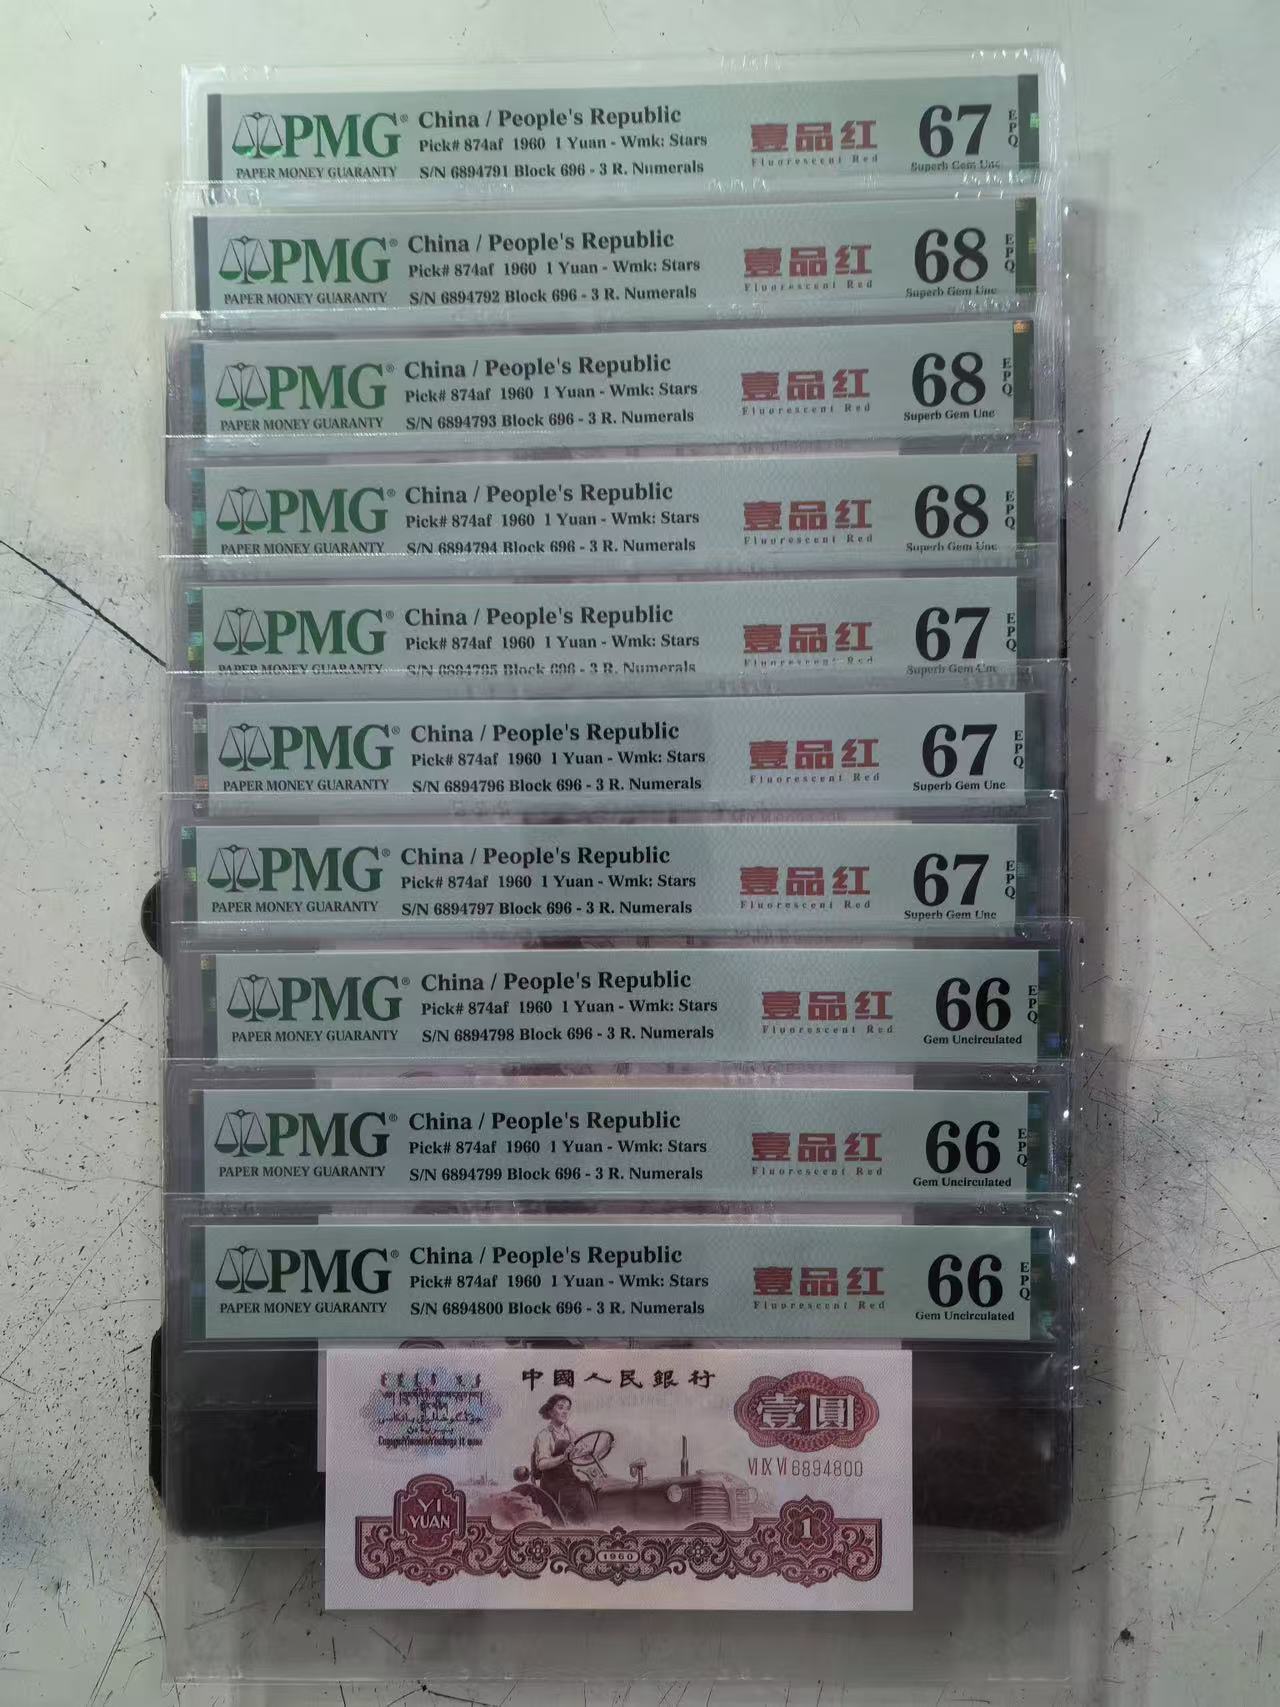 PMG®
PAPER MONEY GUARANTY
China / People's Republic
Pick# 874af 1960 1 Yuan - Wmk: Stars
S/N 6894791 Block 696 - 3 R. Numerals
壹品红
Fluorescent Red
67
Superb Gem Unc
EPQ
PMG®
PAPER MONEY GUARANTY
China / People's Republic
Pick# 874af 1960 1 Yuan - Wmk: Stars
S/N 6894792 Block 696 - 3 R. Numerals
壹品红
Fluorescent Red
68
Superb Gem Unc
EPQ
PMG®
PAPER MONEY GUARANTY
China / People's Republic
Pick# 874af 1960 1 Yuan - Wmk: Stars
S/N 6894793 Block 696 - 3 R. Numerals
壹品红
Fluorescent Red
68
Superb Gem Unc
EPQ
PMG®
PAPER MONEY GUARANTY
China / People's Republic
Pick# 874af 1960 1 Yuan - Wmk: Stars
S/N 6894794 Block 696 - 3 R. Numerals
壹品红
Fluorescent Red
68
Superb Gem Unc
EPQ
PMG®
PAPER MONEY GUARANTY
China / People's Republic
Pick# 874af 1960 1 Yuan - Wmk: Stars
S/N 6894795 Block 696 - 3 R. Numerals
壹品红
Fluorescent Red
67
Superb Gem Unc
EPQ
PMG®
PAPER MONEY GUARANTY
China / People's Republic
Pick# 874af 1960 1 Yuan - Wmk: Stars
S/N 6894796 Block 696 - 3 R. Numerals
壹品红
Fluorescent Red
67
Superb Gem Unc
EPQ
PMG®
PAPER MONEY GUARANTY
China / People's Republic
Pick# 874af 1960 1 Yuan - Wmk: Stars
S/N 6894797 Block 696 - 3 R. Numerals
壹品红
Fluorescent Red
67
Superb Gem Unc
EPQ
PMG®
PAPER MONEY GUARANTY
China / People's Republic
Pick# 874af 1960 1 Yuan - Wmk: Stars
S/N 6894798 Block 696 - 3 R. Numerals
壹品红
Fluorescent Red
66
Gem Uncirculated
EPQ
PMG®
PAPER MONEY GUARANTY
China / People's Republic
Pick# 874af 1960 1 Yuan - Wmk: Stars
S/N 6894799 Block 696 - 3 R. Numerals
壹品红
Fluorescent Red
66
Gem Uncirculated
EPQ
PMG®
PAPER MONEY GUARANTY
China / People's Republic
Pick# 874af 1960 1 Yuan - Wmk: Stars
S/N 6894800 Block 696 - 3 R. Numerals
壹品红
Fluorescent Red
66
Gem Uncirculated
EPQ
中國人民銀行
壹圓
VI IX VI 6894800
YI
YUAN
1
1960